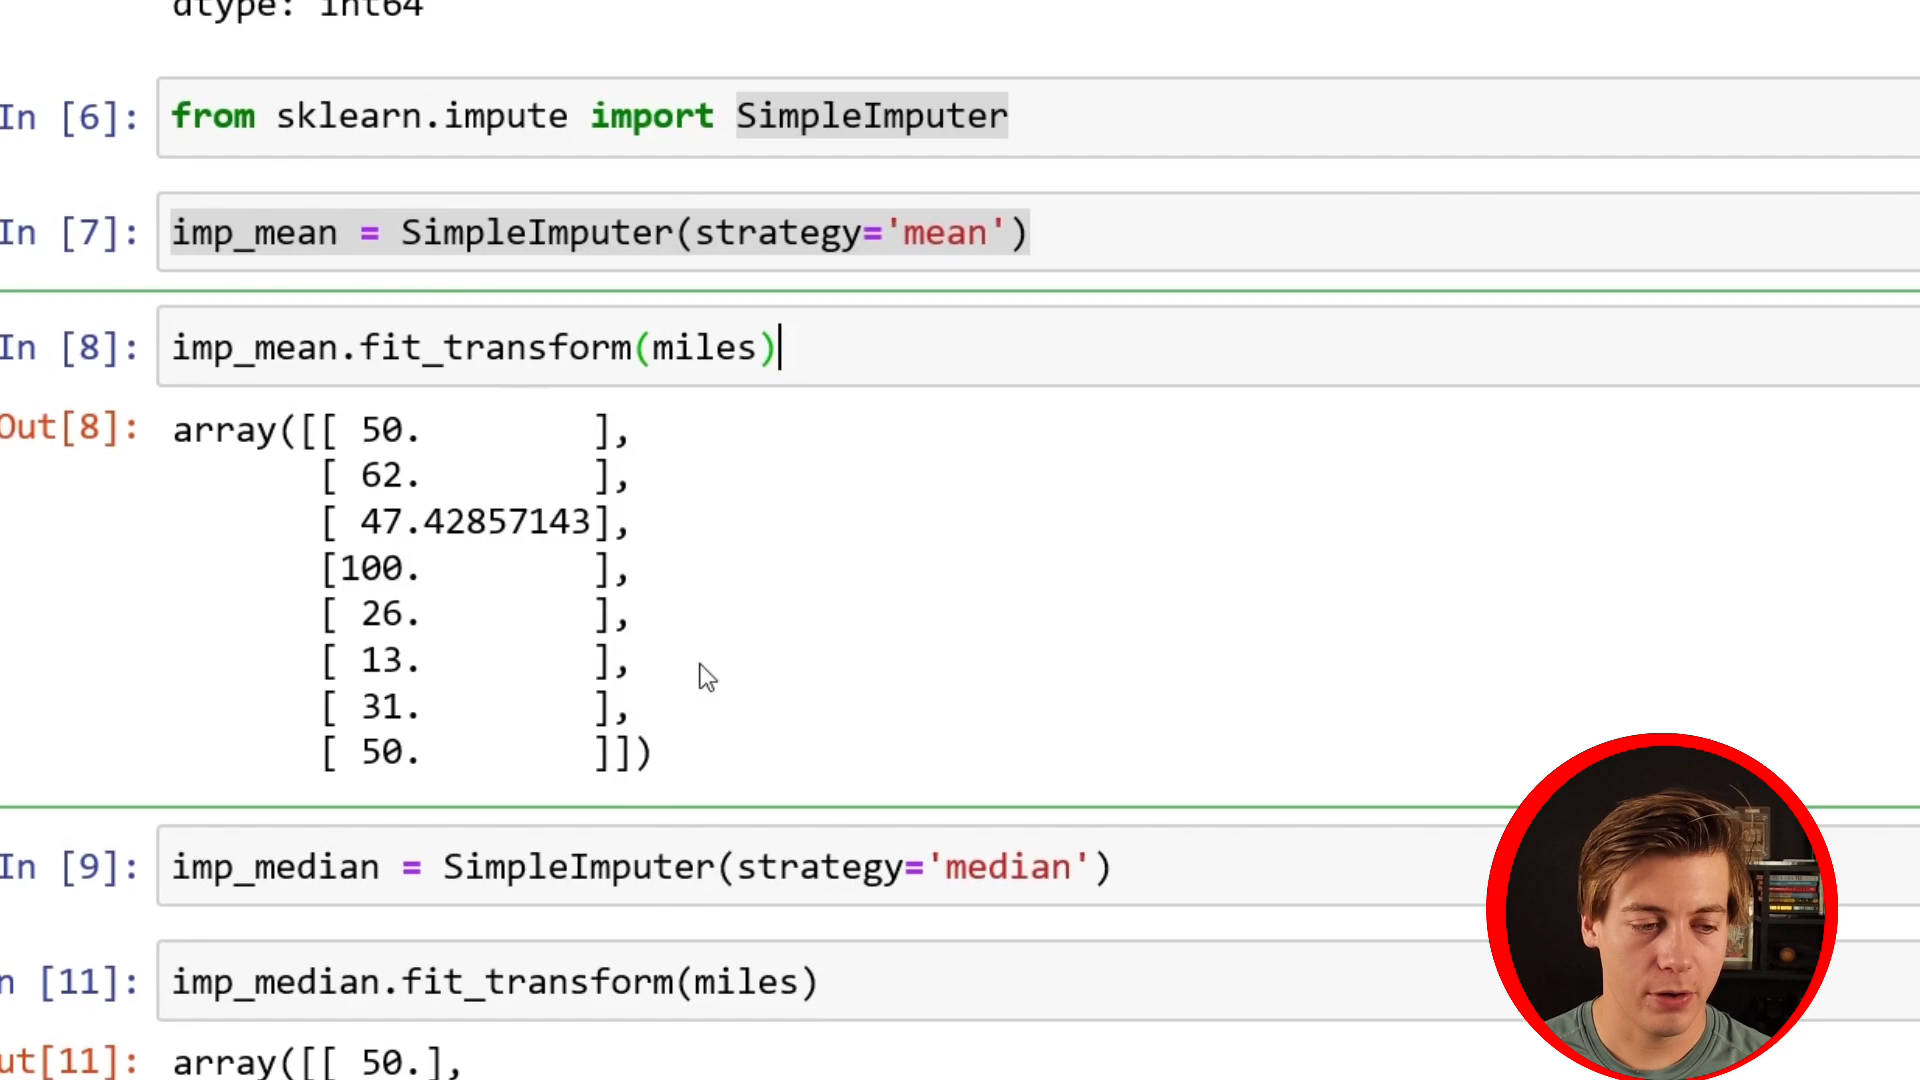 dtype: int64
In [6]: from sklearn.impute import SimpleImputer
In [7]: imp_mean = SimpleImputer(strategy='mean')
In [8]: imp_mean.fit_transform(miles)
Out[8]: array([[ 50.        ],
[ 62.        ],
[ 47.42857143],
[100.        ],
[ 26.        ],
[ 13.        ],
[ 31.        ],
[ 50.        ]])
In [9]: imp_median = SimpleImputer(strategy='median')
n [11]: imp_median.fit_transform(miles)
ut[11]: array([[ 50.],